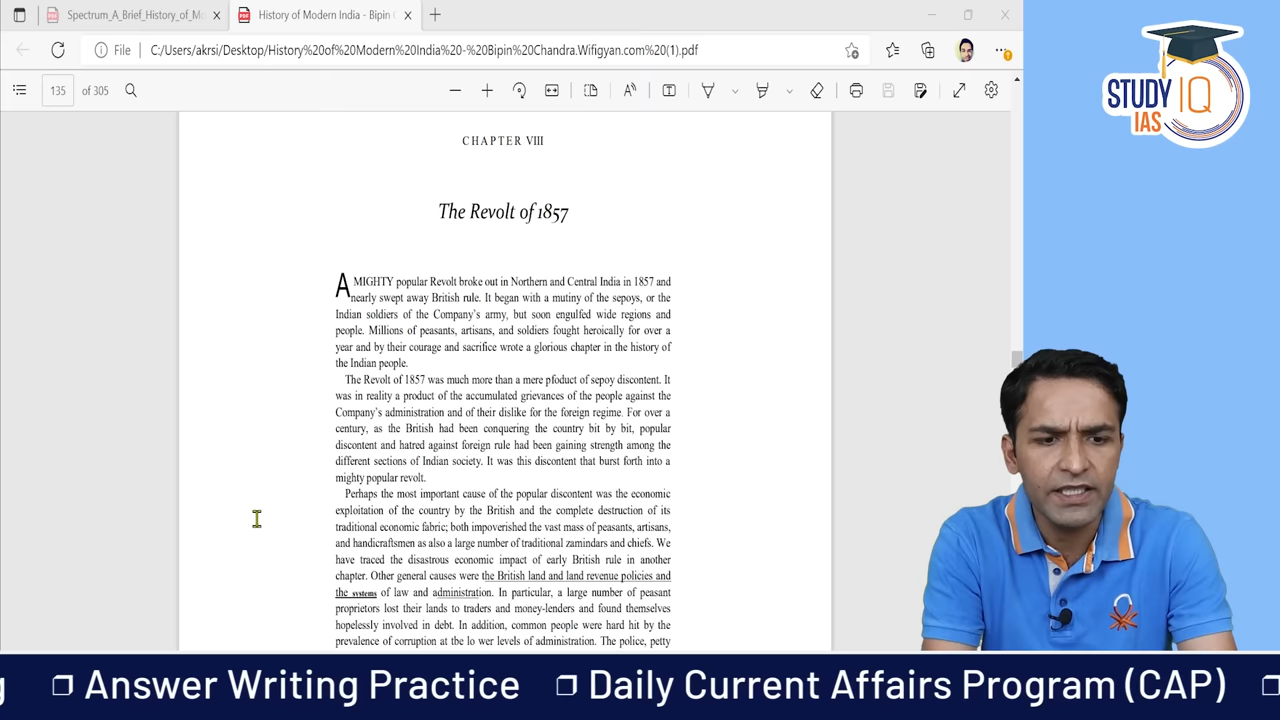 Spectrum_A_Brief_History_of_Mo
History of Modern India - Bipin C
File
C:/Users/akrsi/Desktop/History%20of%20Modern%20India%20-%20Bipin%20Chandra.Wifigyan.com%20(1).pdf
135 of 305
STUDY IQ
IAS
CHAPTER VIII
The Revolt of 1857
A MIGHTY popular Revolt broke out in Northern and Central India in 1857 and
nearly swept away British rule. It began with a mutiny of the sepoys, or the
Indian soldiers of the Company's army, but soon engulfed wide regions and
people. Millions of peasants, artisans, and soldiers fought heroically for over a
year and by their courage and sacrifice wrote a glorious chapter in the history of
the Indian people.
The Revolt of 1857 was much more than a mere pfoduct of sepoy discontent. It
was in reality a product of the accumulated grievances of the people against the
Company's administration and of their dislike for the foreign regime. For over a
century, as the British had been conquering the country bit by bit, popular
discontent and hatred against foreign rule had been gaining strength among the
different sections of Indian society. It was this discontent that burst forth into a
mighty popular revolt.
Perhaps the most important cause of the popular discontent was the economic
exploitation of the country by the British and the complete destruction of its
traditional economic fabric; both impoverished the vast mass of peasants, artisans,
and handicraftsmen as also a large number of traditional zamindars and chiefs. We
have traced the disastrous economic impact of early British rule in another
chapter. Other general causes were the British land and land revenue policies and
the systems of law and administration. In particular, a large number of peasant
proprietors lost their lands to traders and money-lenders and found themselves
hopelessly involved in debt. In addition, common people were hard hit by the
prevalence of corruption at the lo wer levels of administration. The police, petty
g ❐ Answer Writing Practice ❐ Daily Current Affairs Program (CAP) ❐